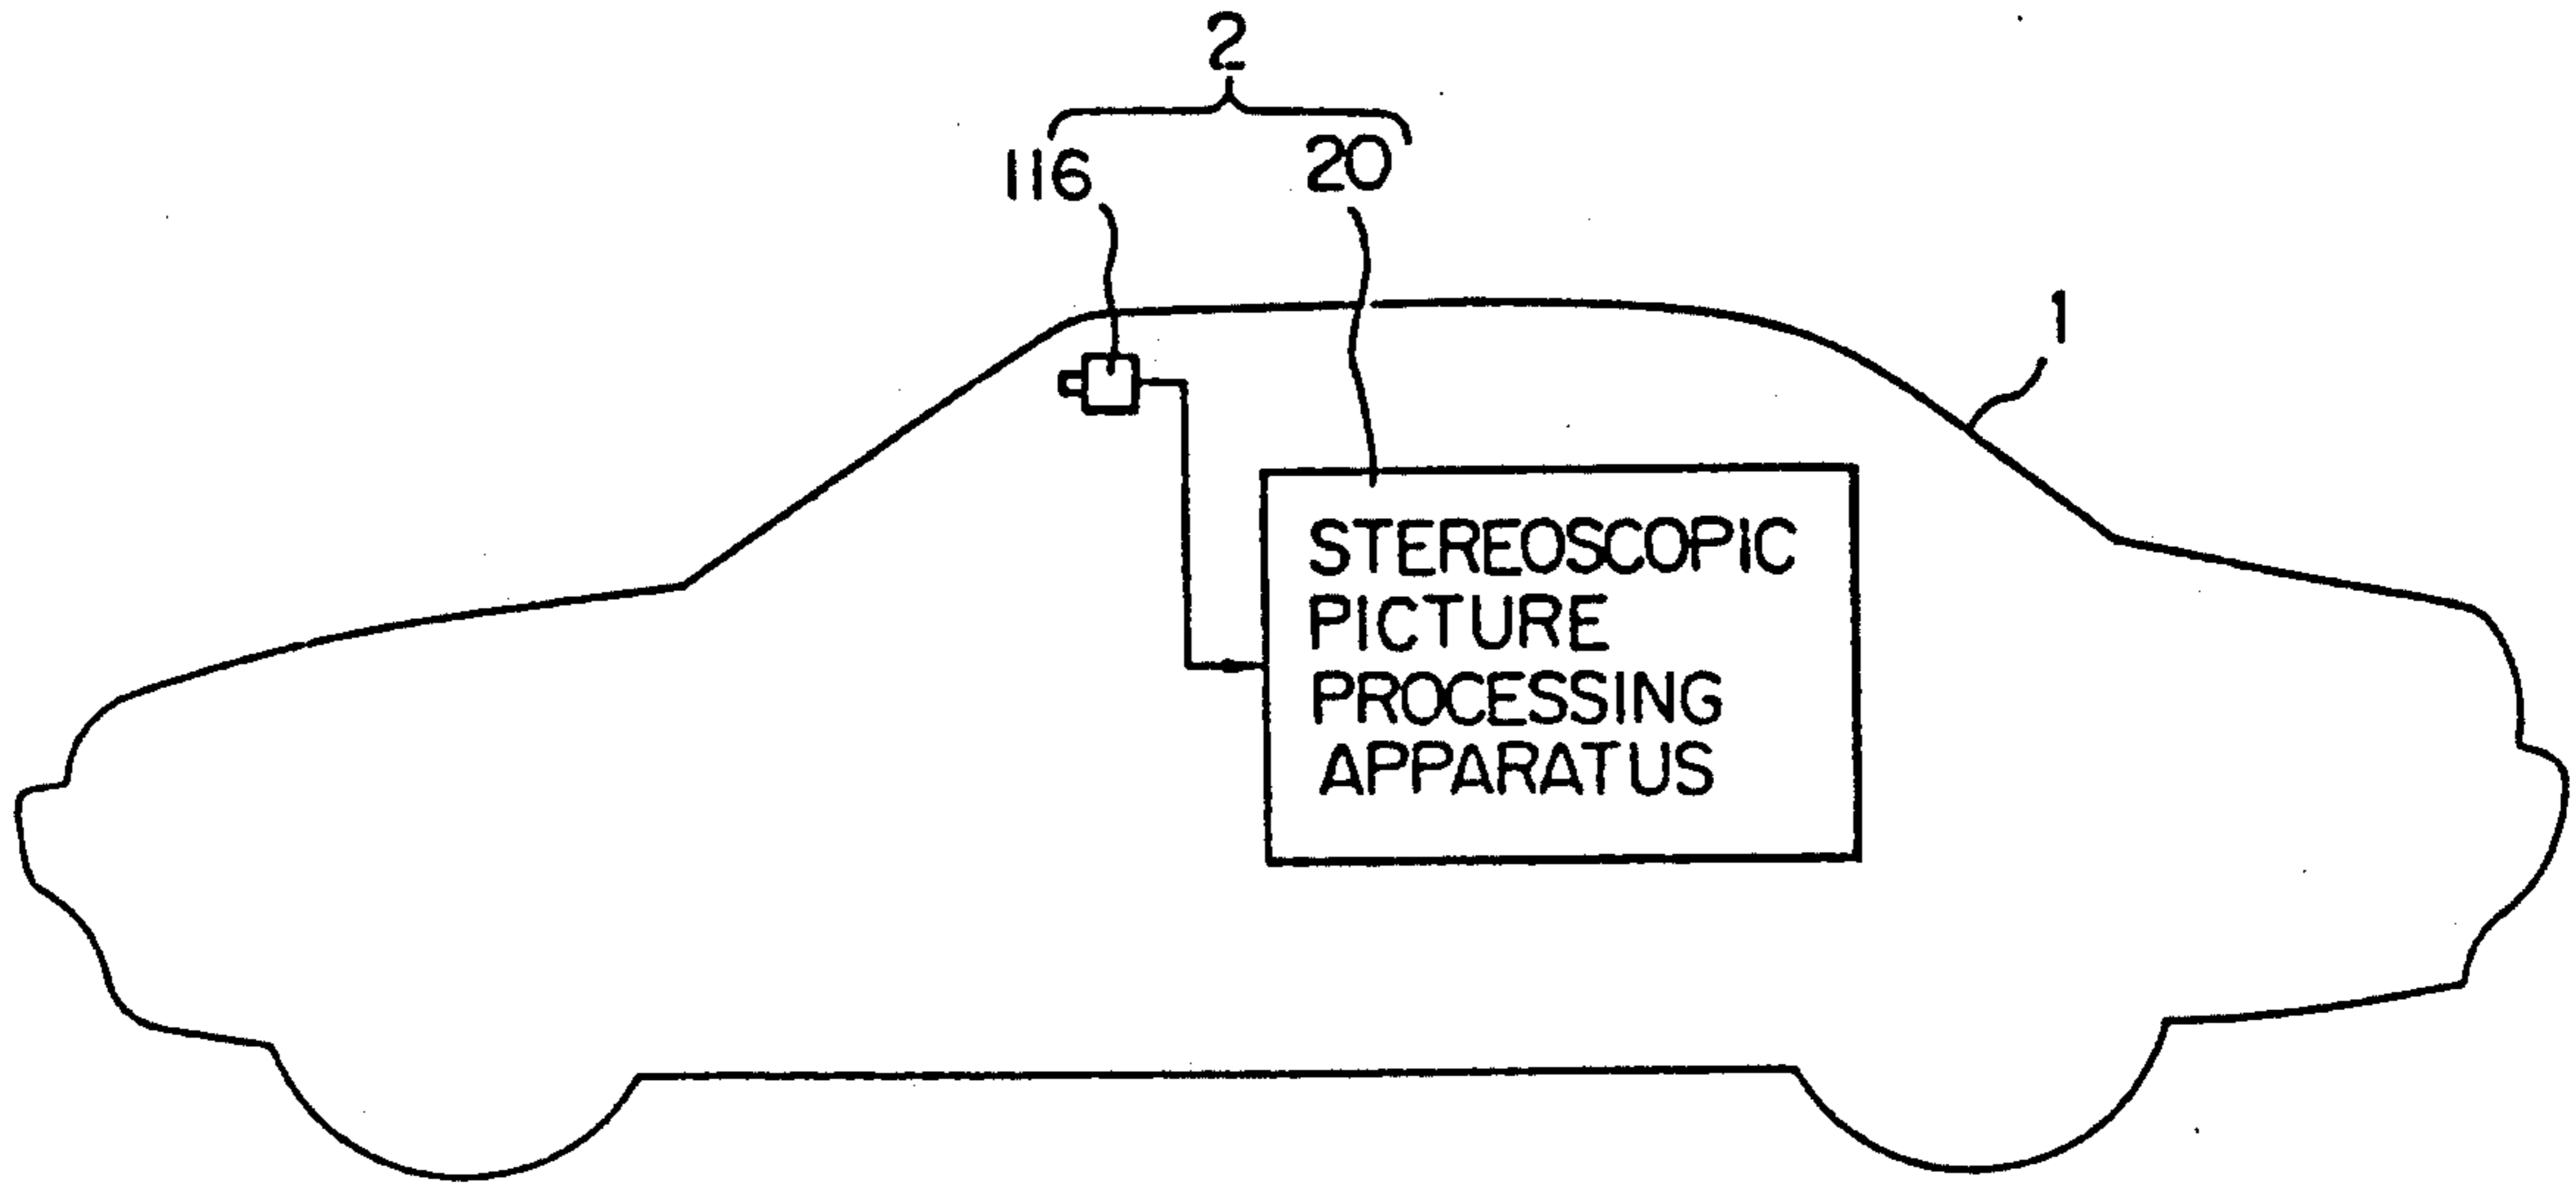 2
116 20
1
STEREOSCOPIC
PICTURE
PROCESSING
APPARATUS